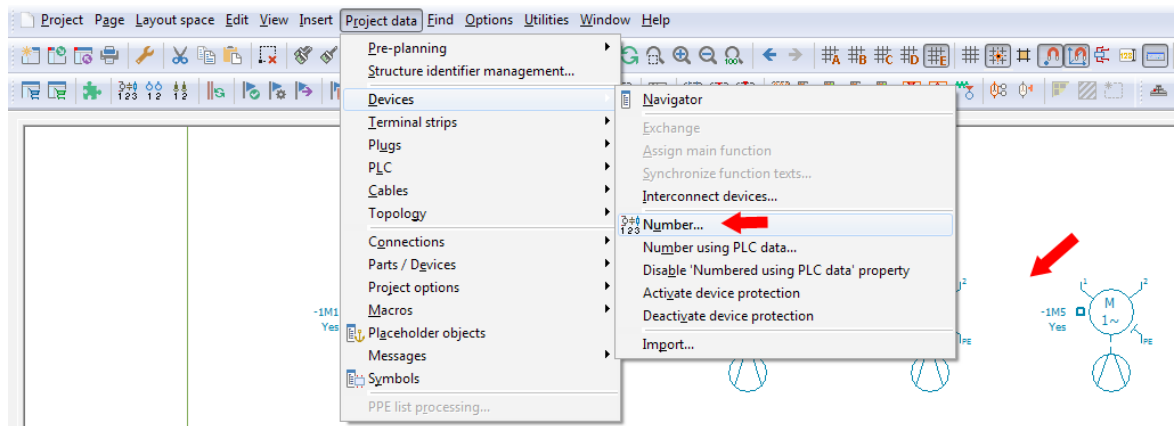 Project Page Layout space Edit View Insert Project data Find Options Utilities Window Help
Pre-planning
Structure identifier management...
Devices
Terminal strips
Plugs
PLC
Cables
Topology
Connections
Parts / Devices
Project options
Macros
Placeholder objects
Messages
Symbols
PPE list processing...
Navigator
Exchange
Assign main function
Synchronize function texts...
Interconnect devices...
Number...
Number using PLC data...
Disable 'Numbered using PLC data' property
Activate device protection
Deactivate device protection
Import...
-1M1
Yes
2
PE
-1M5
Yes
1
2
M
1~
PE